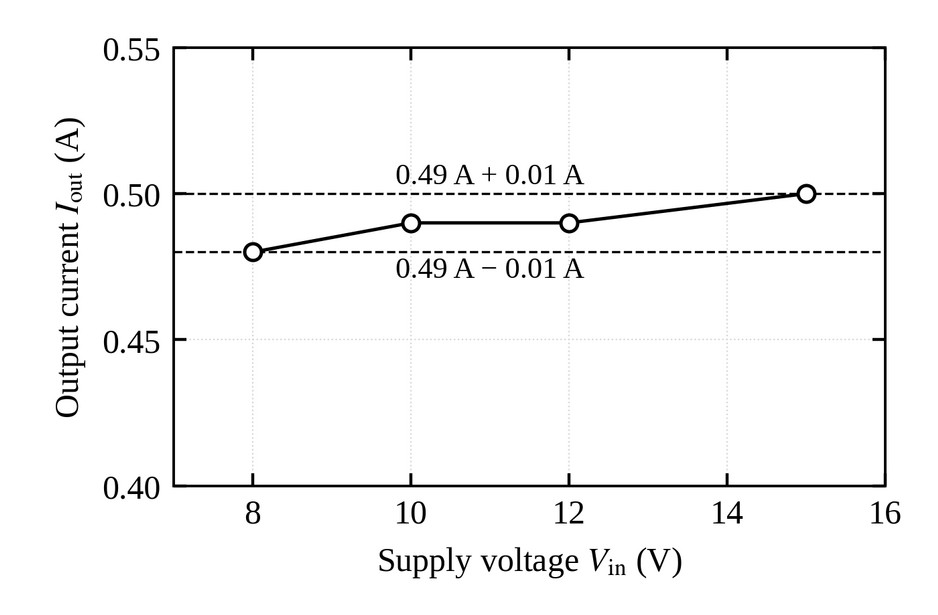 0.55
0.50
0.45
0.40
Output current Iout (A)
0.49 A + 0.01 A
0.49 A − 0.01 A
8 10 12 14 16
Supply voltage Vin (V)